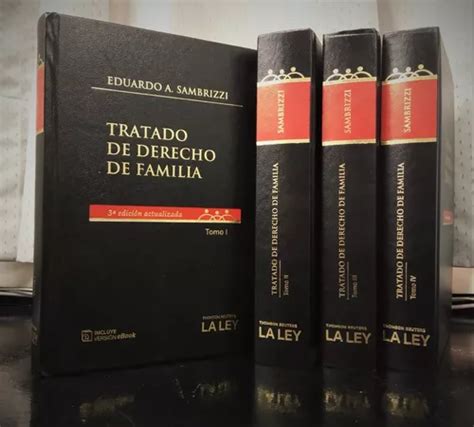 EDUARDO A. SAMBRIZZI
TRATADO
DE DERECHO
DE FAMILIA
3ª edición actualizada
Tomo I
INCLUYE
VERSIÓN eBook
THOMSON REUTERS
LA LEY
SAMBRIZZI
TRATADO DE DERECHO DE FAMILIA
Tomo II
THOMSON REUTERS
LA LEY
SAMBRIZZI
TRATADO DE DERECHO DE FAMILIA
Tomo III
THOMSON REUTERS
LA LEY
SAMBRIZZI
TRATADO DE DERECHO DE FAMILIA
Tomo IV
THOMSON REUTERS
LA LEY